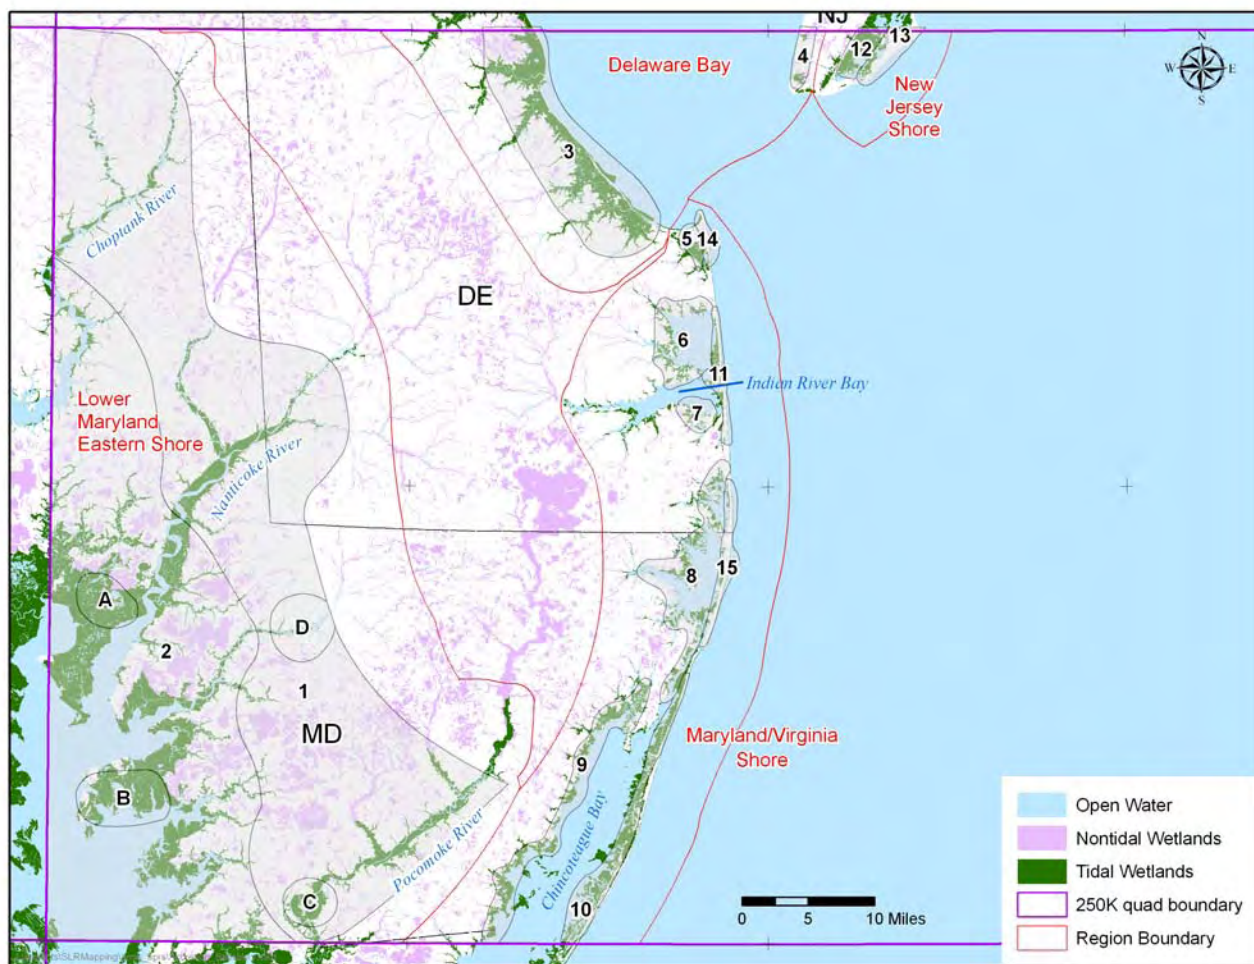 NJ
13
12
4
N
W
E
S
Delaware Bay
New
Jersey
Shore
3
Choptank River
5
14
DE
6
11
Indian River Bay
7
Lower
Maryland
Eastern Shore
Nanticoke River
15
8
A
D
2
1
MD
Maryland/Virginia
Shore
9
B
Pocomoke River
Chincoteague Bay
C
10
Open Water
Nontidal Wetlands
Tidal Wetlands
250K quad boundary
Region Boundary
0
5
10 Miles